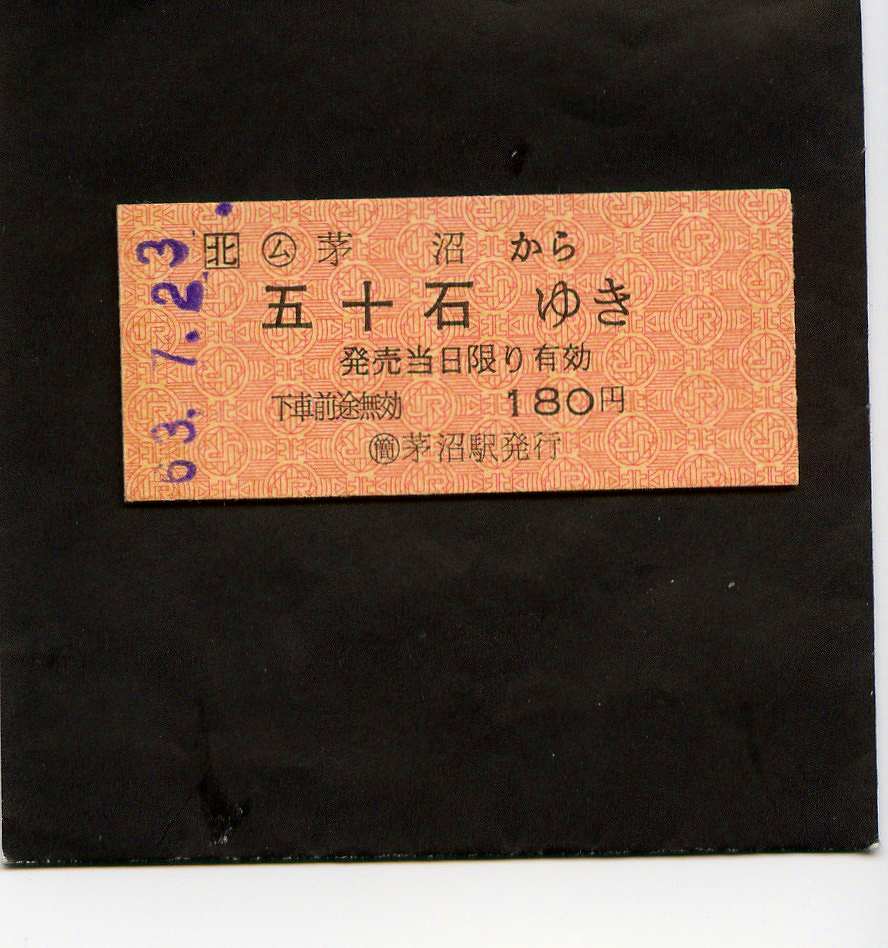 63.7.23.
北 ム 茅沼 から
五十石 ゆき
発売当日限り有効
下車前途無効 180円
簡 茅沼駅発行